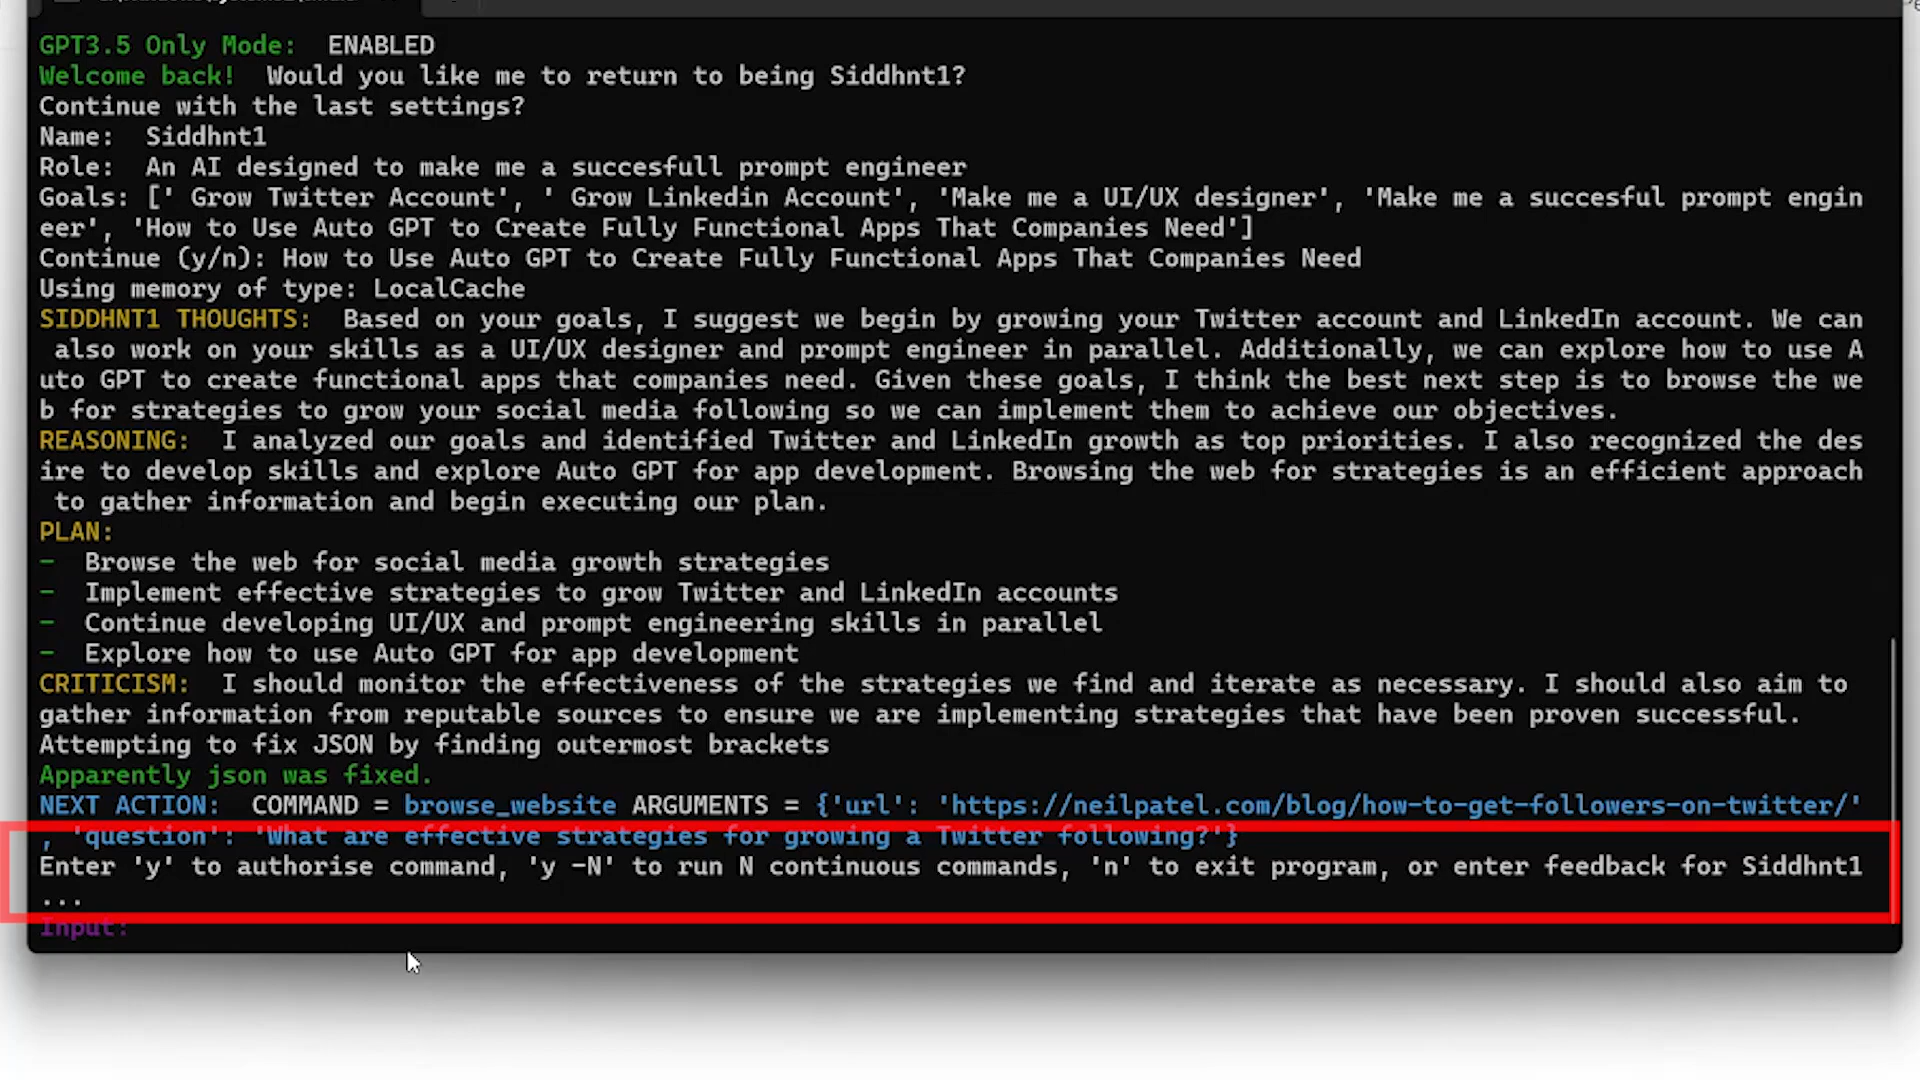 GPT3.5 Only Mode:  ENABLED
Welcome back!  Would you like me to return to being Siddhnt1?
Continue with the last settings?
Name:  Siddhnt1
Role:  An AI designed to make me a succesfull prompt engineer
Goals: [' Grow Twitter Account', ' Grow Linkedin Account', 'Make me a UI/UX designer', 'Make me a succesful prompt engin
eer', 'How to Use Auto GPT to Create Fully Functional Apps That Companies Need']
Continue (y/n): How to Use Auto GPT to Create Fully Functional Apps That Companies Need
Using memory of type: LocalCache
SIDDHNT1 THOUGHTS:  Based on your goals, I suggest we begin by growing your Twitter account and LinkedIn account. We can
also work on your skills as a UI/UX designer and prompt engineer in parallel. Additionally, we can explore how to use A
uto GPT to create functional apps that companies need. Given these goals, I think the best next step is to browse the we
b for strategies to grow your social media following so we can implement them to achieve our objectives.
REASONING:  I analyzed our goals and identified Twitter and LinkedIn growth as top priorities. I also recognized the des
ire to develop skills and explore Auto GPT for app development. Browsing the web for strategies is an efficient approach
to gather information and begin executing our plan.
PLAN:
-  Browse the web for social media growth strategies
-  Implement effective strategies to grow Twitter and LinkedIn accounts
-  Continue developing UI/UX and prompt engineering skills in parallel
-  Explore how to use Auto GPT for app development
CRITICISM:  I should monitor the effectiveness of the strategies we find and iterate as necessary. I should also aim to
gather information from reputable sources to ensure we are implementing strategies that have been proven successful.
Attempting to fix JSON by finding outermost brackets
Apparently json was fixed.
NEXT ACTION:  COMMAND = browse_website ARGUMENTS = {'url': 'https://neilpatel.com/blog/how-to-get-followers-on-twitter/'
, 'question': 'What are effective strategies for growing a Twitter following?'}
Enter 'y' to authorise command, 'y -N' to run N continuous commands, 'n' to exit program, or enter feedback for Siddhnt1
...
Input: